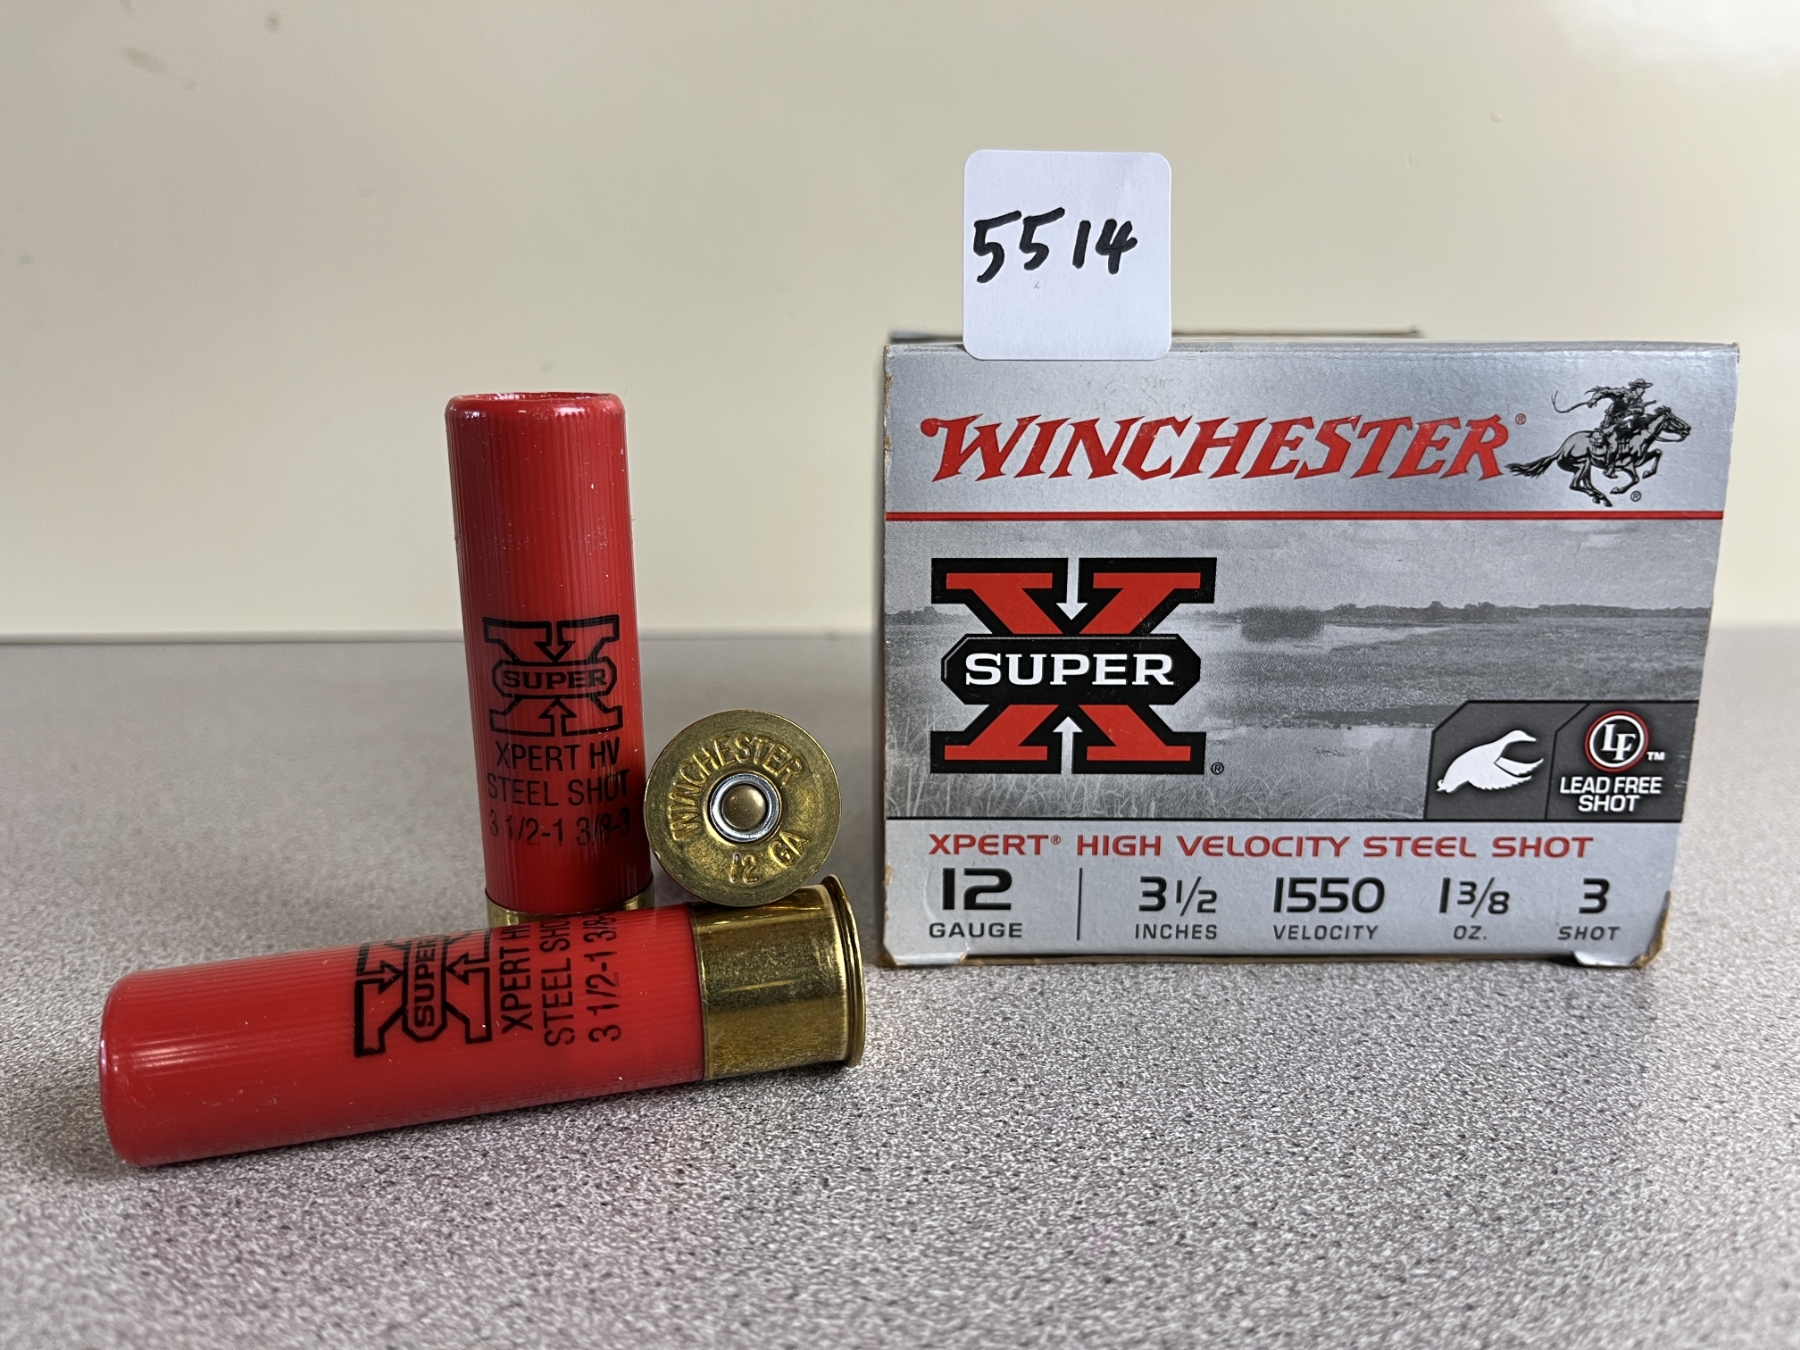 5514
WINCHESTER®
SUPER X®
LF™
LEAD FREE
SHOT
XPERT® HIGH VELOCITY STEEL SHOT
12 3 1/2 1550 1 3/8 3
GAUGE INCHES VELOCITY OZ. SHOT
SUPER X
XPERT HV
STEEL SHOT
3 1/2-1 3/8-3
WINCHESTER
12 GA
SUPER X
XPERT H
STEEL SHO
3 1/2-1 3/8-